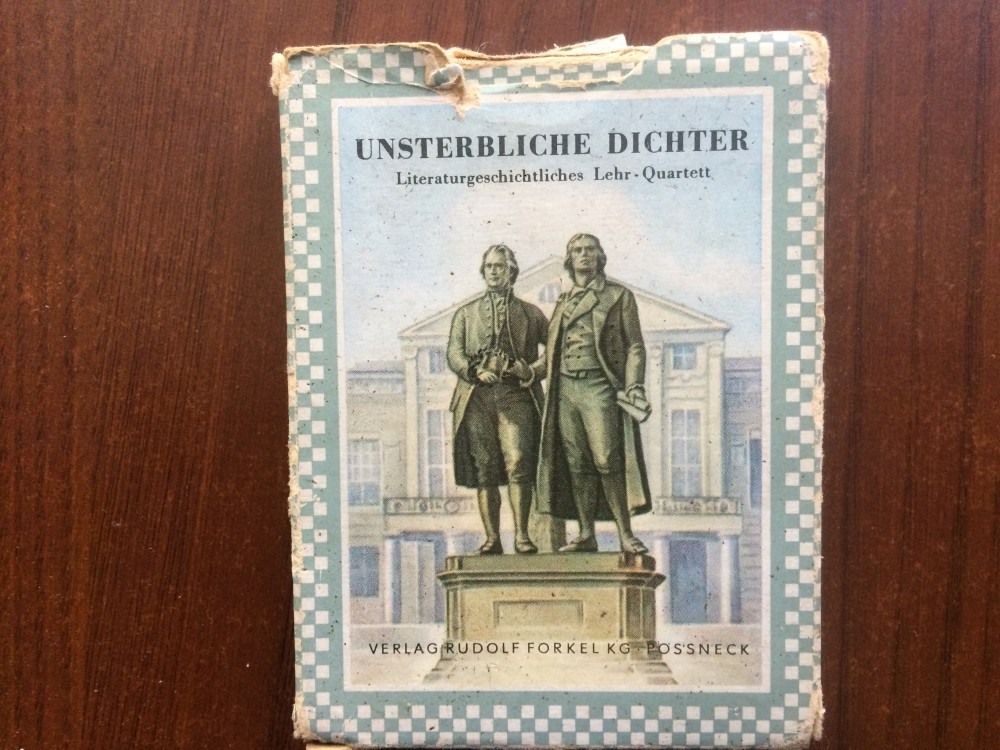 UNSTERBLICHE DICHTER
Literaturgeschichtliches Lehr-Quartett
VERLAG RUDOLF FORKEL KG · PÖSSNECK